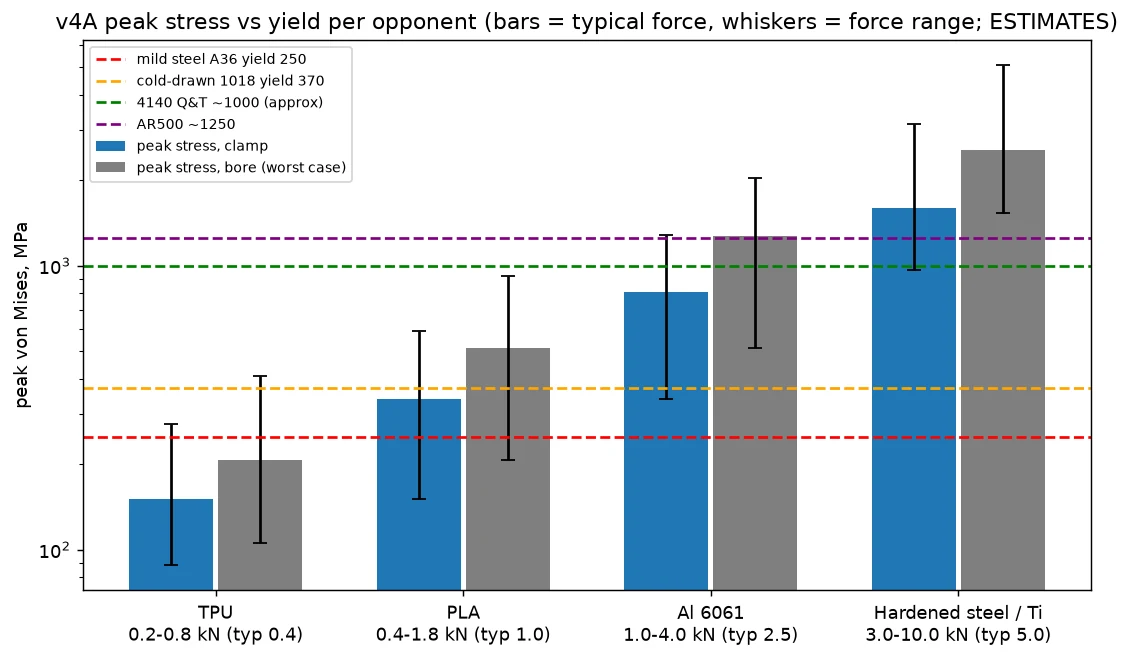 v4A peak stress vs yield per opponent (bars = typical force, whiskers = force range; ESTIMATES)
mild steel A36 yield 250
cold-drawn 1018 yield 370
4140 Q&T ~1000 (approx)
AR500 ~1250
peak stress, clamp
peak stress, bore (worst case)
peak von Mises, MPa
10³
10²
TPU
0.2-0.8 kN (typ 0.4)
PLA
0.4-1.8 kN (typ 1.0)
Al 6061
1.0-4.0 kN (typ 2.5)
Hardened steel / Ti
3.0-10.0 kN (typ 5.0)